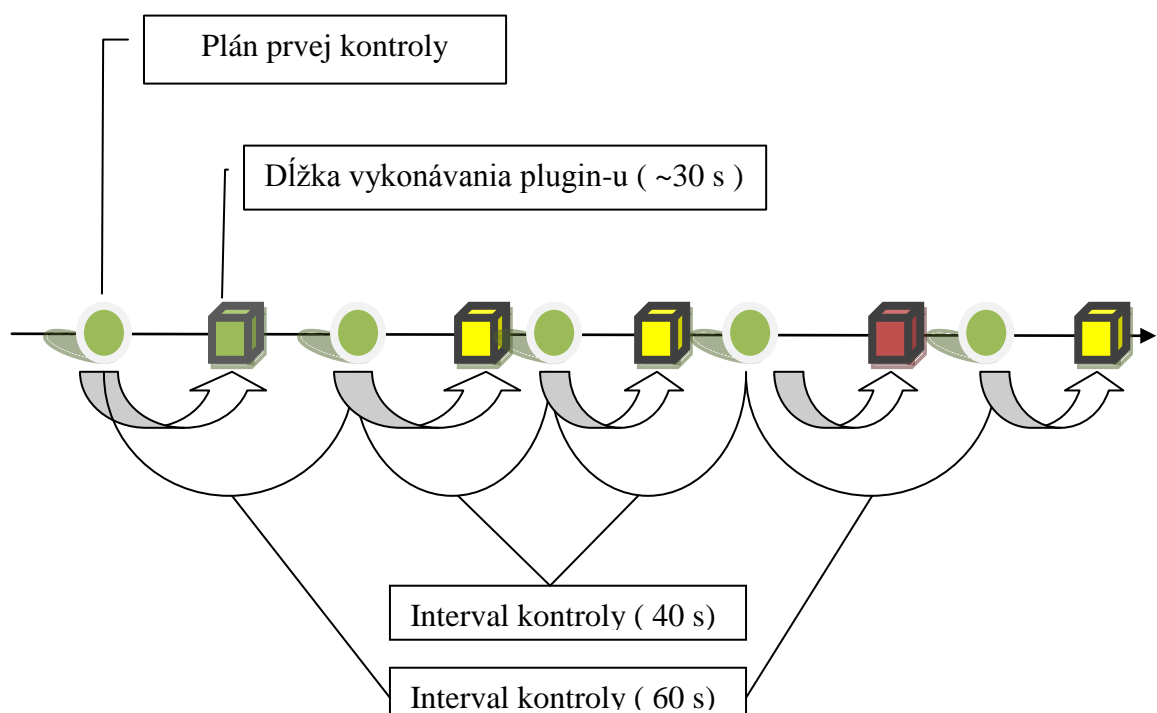 Plán prvej kontroly
Dĺžka vykonávania plugin-u ( ~30 s )
Interval kontroly ( 40 s)
Interval kontroly ( 60 s)